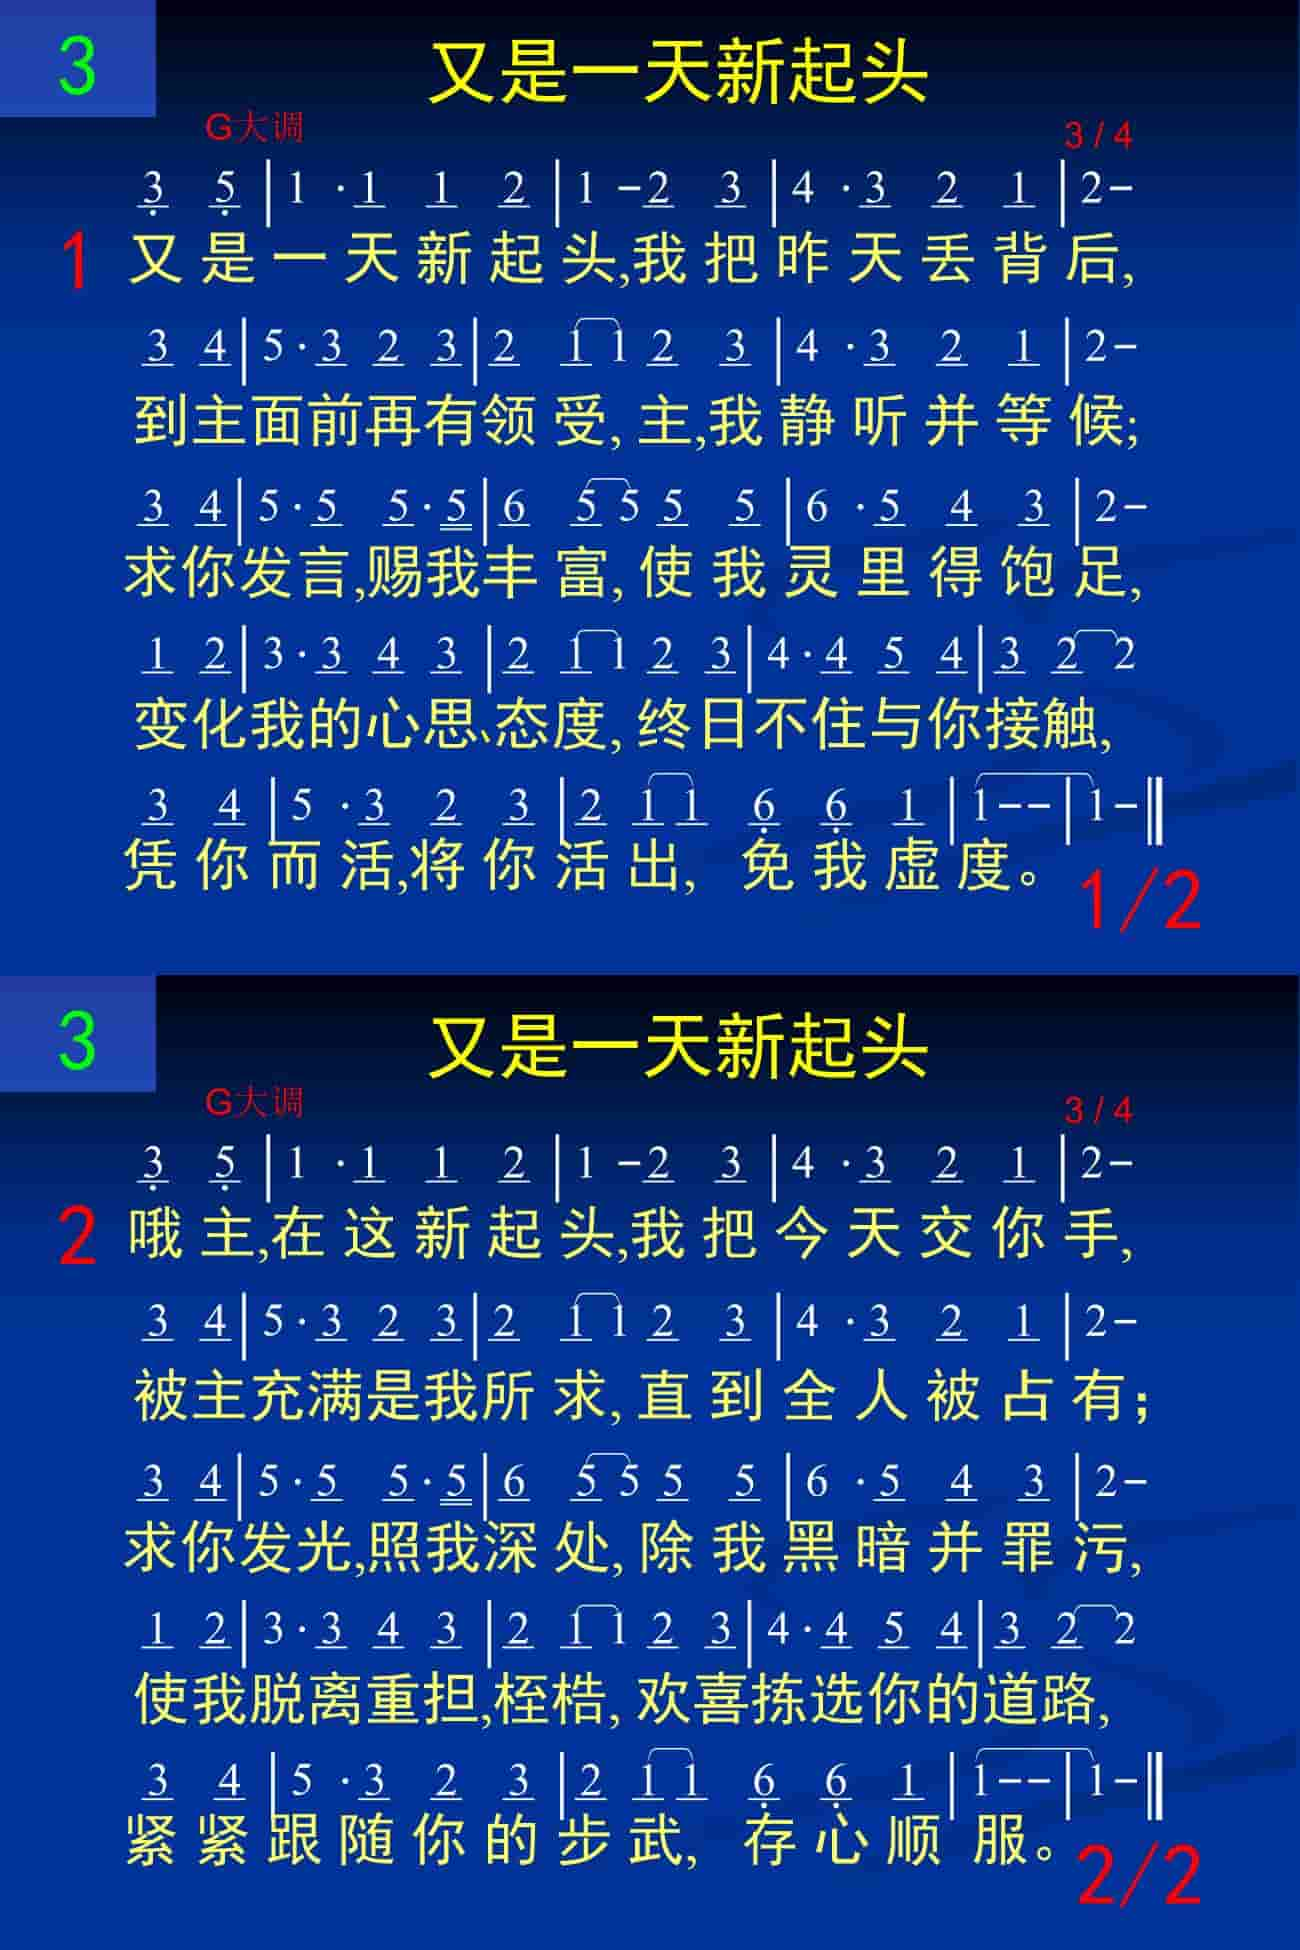 3
又是一天新起头
G大调
3/4
3 5|1·1 1 2|1-2 3|4·3 2 1|2-
1
又是一天新起头,我把昨天丢背后,
3 4|5·3 2 3|2 1 1 2 3|4·3 2 1|2-
到主面前再有领受,主,我静听并等候;
3 4|5·5 5·5|6 5 5 5 5|6·5 4 3|2-
求你发言,赐我丰富,使我灵里得饱足,
1 2|3·3 4 3|2 1 1 2 3|4·4 5 4|3 2 2
变化我的心思、态度,终日不住与你接触,
3 4|5·3 2 3|2 1 1 6 6 1|1--|1-‖
凭你而活,将你活出,免我虚度。
1/2
3
又是一天新起头
G大调
3/4
3 5|1·1 1 2|1-2 3|4·3 2 1|2-
2
哦主,在这新起头,我把今天交你手,
3 4|5·3 2 3|2 1 1 2 3|4·3 2 1|2-
被主充满是我所求,直到全人被占有；
3 4|5·5 5·5|6 5 5 5 5|6·5 4 3|2-
求你发光,照我深处,除我黑暗并罪污,
1 2|3·3 4 3|2 1 1 2 3|4·4 5 4|3 2 2
使我脱离重担,桎梏,欢喜拣选你的道路,
3 4|5·3 2 3|2 1 1 6 6 1|1--|1-‖
紧紧跟随你的步武,存心顺服。
2/2